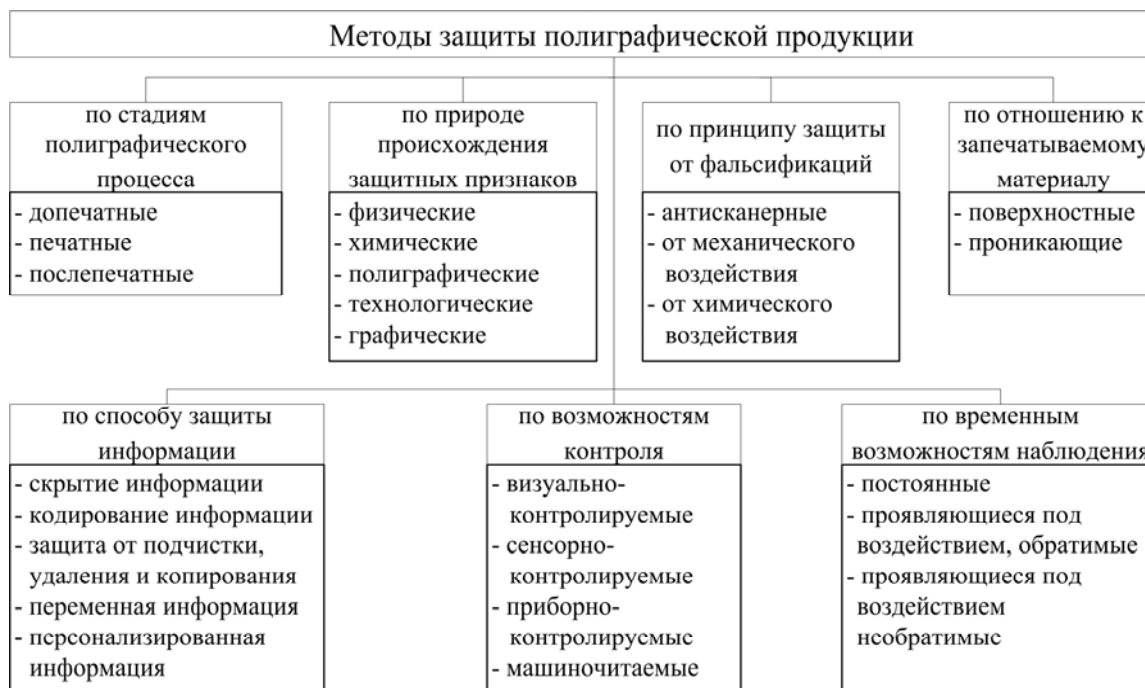 Методы защиты полиграфической продукции
по стадиям
полиграфического
процесса
- допечатные
- печатные
- послепечатные
по природе
происхождения
защитных признаков
- физические
- химические
- полиграфические
- технологические
- графические
по принципу защиты
от фальсификаций
- антисканерные
- от механического
воздействия
- от химического
воздействия
по отношению к
запечатываемому
материалу
- поверхностные
- проникающие
по способу защиты
информации
- скрытие информации
- кодирование информации
- защита от подчистки,
удаления и копирования
- переменная информация
- персонализированная
информация
по возможностям
контроля
- визуально-
контролируемые
- сенсорно-
контролируемые
- приборно-
контролируемые
- машиночитаемые
по временным
возможностям наблюдения
- постоянные
- проявляющиеся под
воздействием, обратимые
- проявляющиеся под
воздействием
необратимые